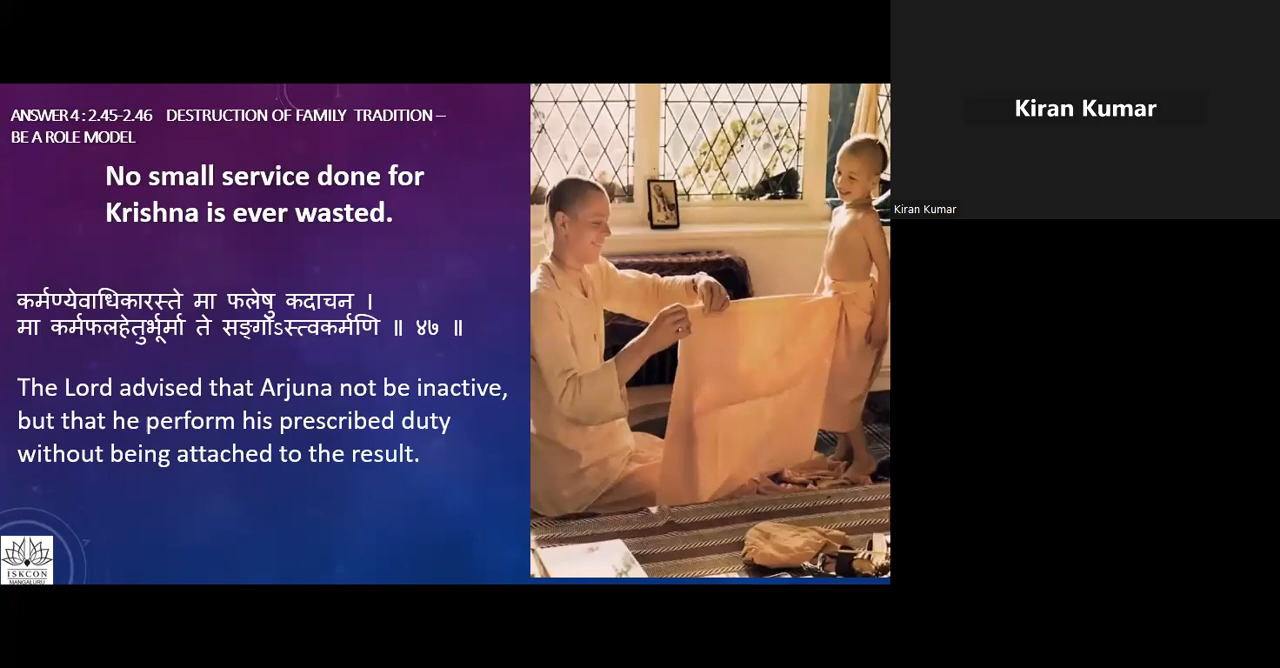 ANSWER 4 : 2.45-2.46 DESTRUCTION OF FAMILY TRADITION –
BE A ROLE MODEL
No small service done for
Krishna is ever wasted.
कर्मण्येवाधिकारस्ते मा फलेषु कदाचन ।
मा कर्मफलहेतुर्भूर्मा ते सङ्गोऽस्त्वकर्मणि ॥ ४७ ॥
The Lord advised that Arjuna not be inactive,
but that he perform his prescribed duty
without being attached to the result.
ISKCON
MANGALURU
Kiran Kumar
Kiran Kumar